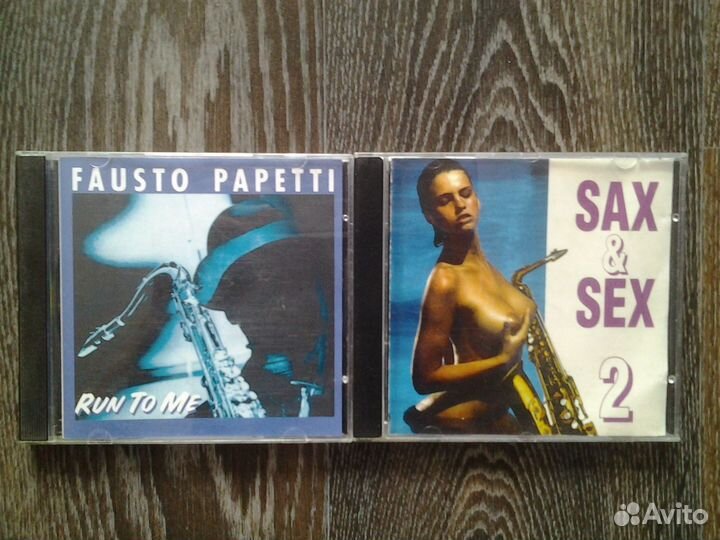 FAUSTO PAPETTI
RUN TO ME
SAX
&
SEX
2
Avito